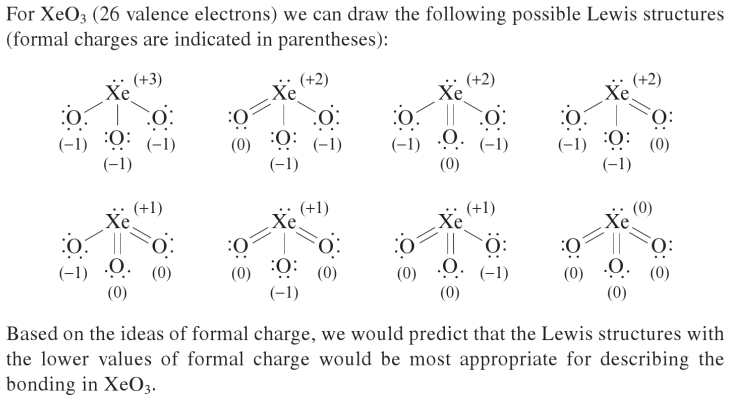 For XeO₃ (26 valence electrons) we can draw the following possible Lewis structures
(formal charges are indicated in parentheses):
(+3) (+2) (+2) (+2)
Xe Xe Xe Xe
O O O O O O O O
(−1) O (−1) (0) O (−1) (−1) O (−1) (−1) O (0)
(−1) (−1) (0) (−1)
(+1) (+1) (+1) (0)
Xe Xe Xe Xe
O O O O O O O O
(−1) O (0) (0) O (0) (0) O (−1) (0) O (0)
(0) (−1) (0) (0)
Based on the ideas of formal charge, we would predict that the Lewis structures with
the lower values of formal charge would be most appropriate for describing the
bonding in XeO₃.